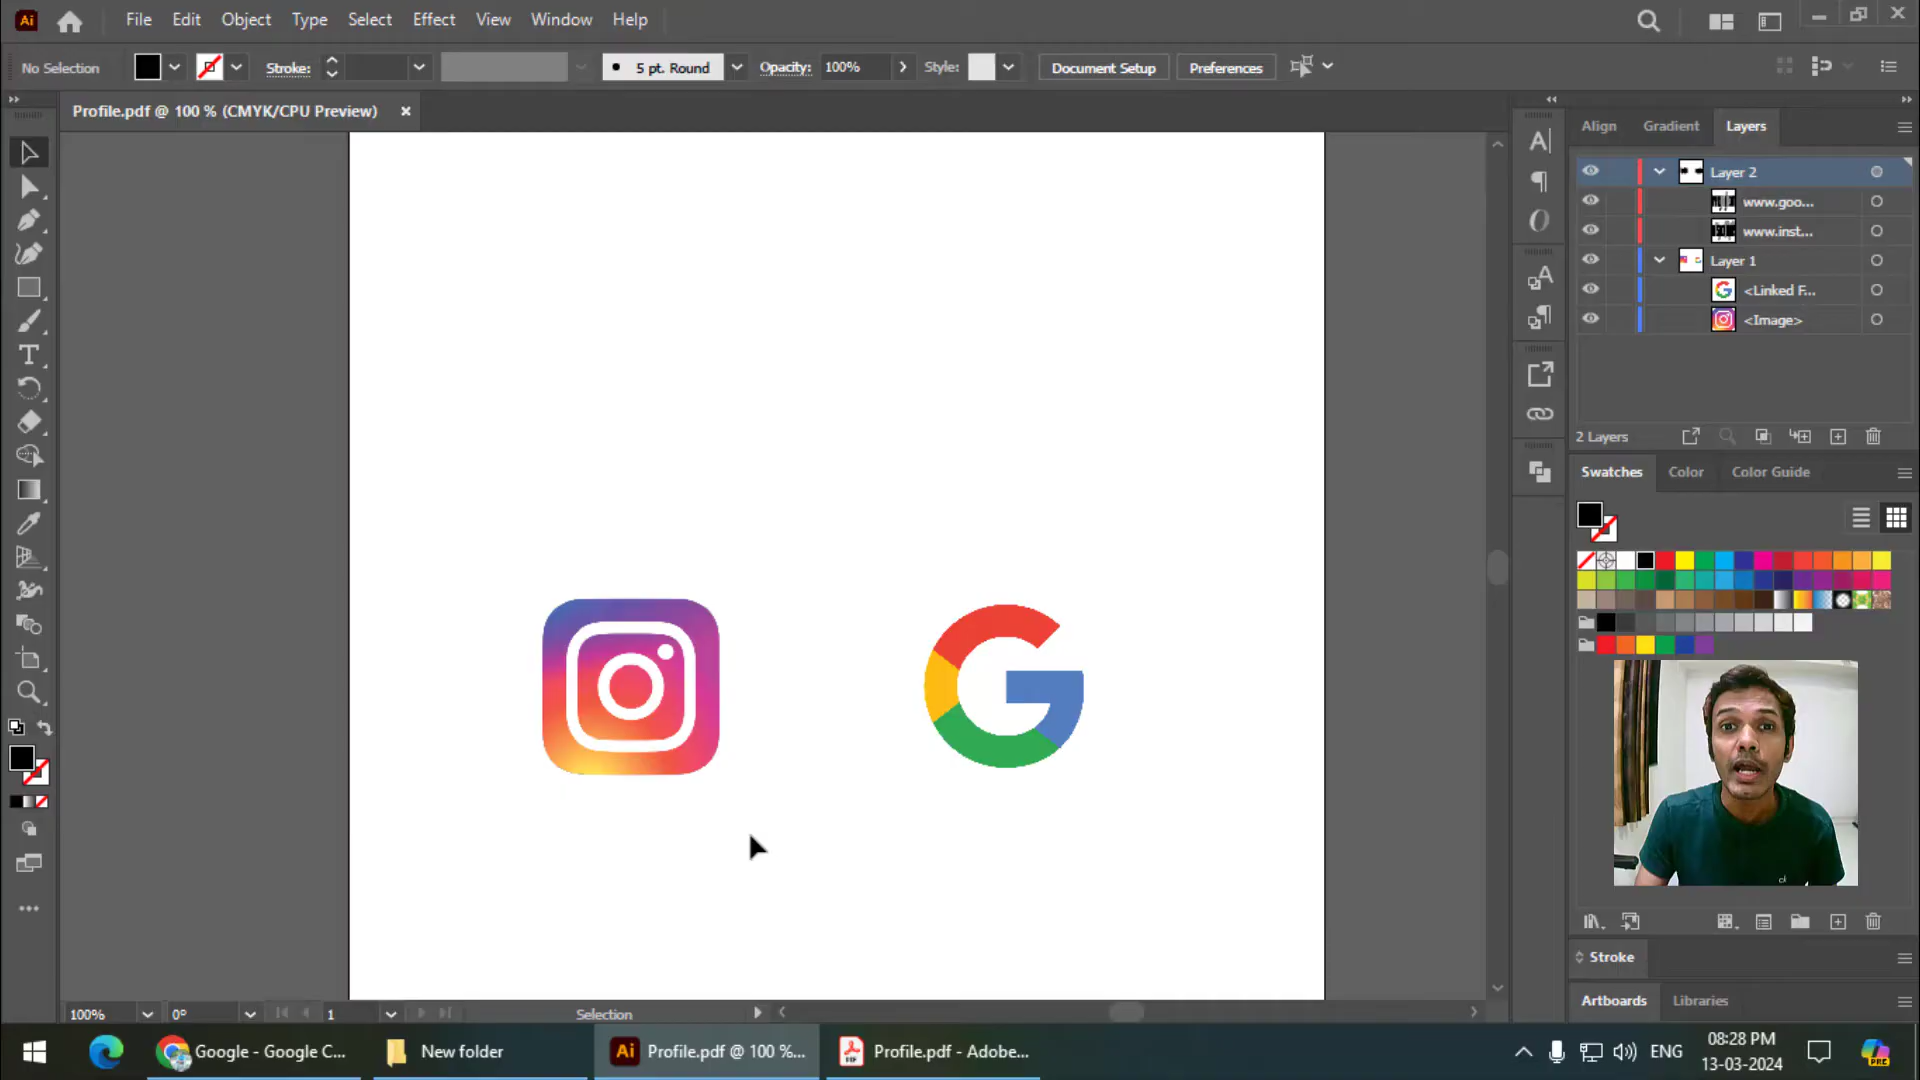 Ai File Edit Object Type Select Effect View Window Help
No Selection Stroke: 5 pt. Round Opacity: 100% Style: Document Setup Preferences
Profile.pdf @ 100 % (CMYK/CPU Preview)
Align Gradient Layers
Layer 2
www.goo...
www.inst...
Layer 1
<Linked F...
<Image>
2 Layers
Swatches Color Color Guide
Stroke
Artboards Libraries
100% 0° 1 Selection
Google - Google C... New folder Ai Profile.pdf @ 100 %... Profile.pdf - Adobe... ENG 08:28 PM
13-03-2024
PRE